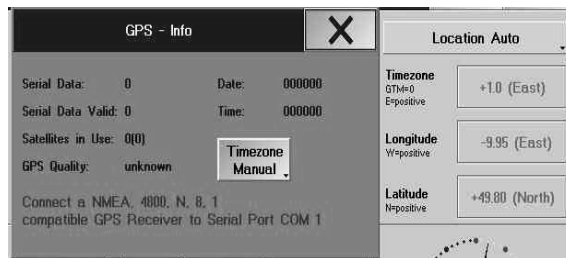 GPS - Info
X
Serial Data: 0
Date: 000000
Serial Data Valid: 0
Time: 000000
Satellites in Use: 0(0)
GPS Quality: unknown
Timezone
Manual
Connect a NMEA, 4800, N, 8, 1
compatible GPS Receiver to Serial Port COM 1
Location Auto
Timezone
GTM=0
E=positive
+1.0 (East)
Longitude
W=positive
-9.95 (East)
Latitude
N=positive
+49.80 (North)